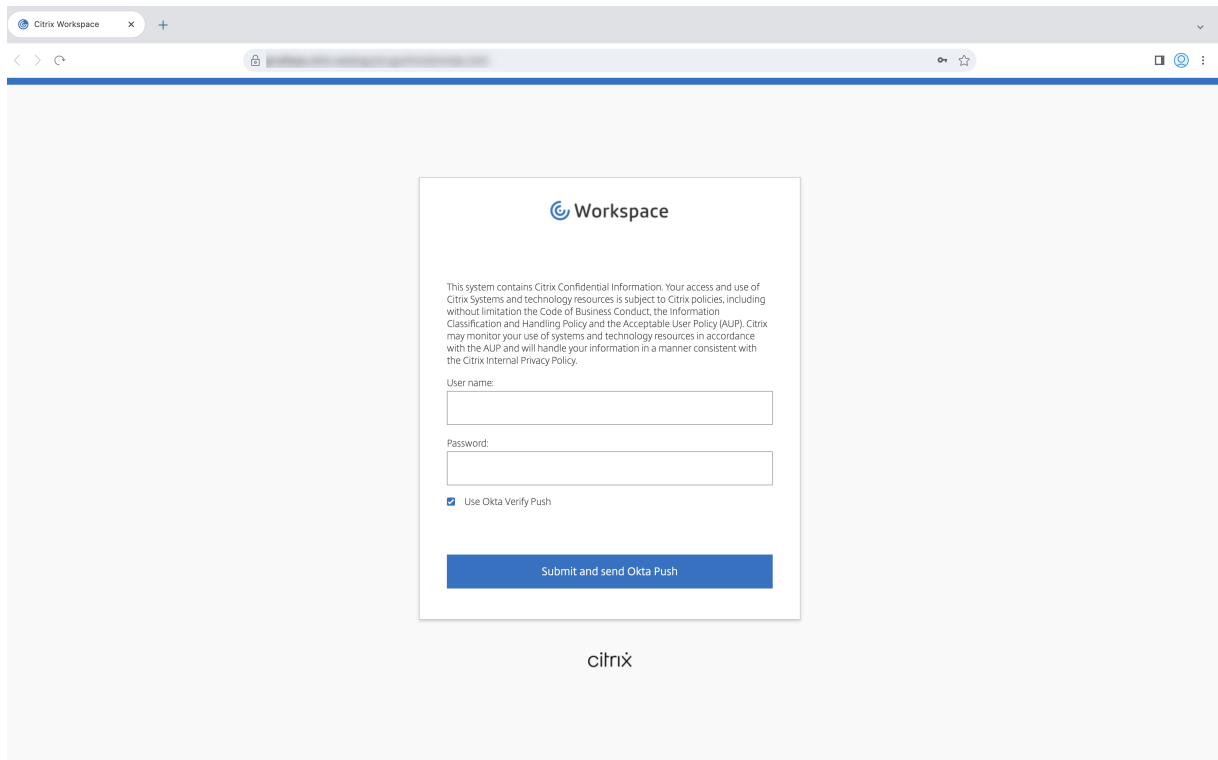 Citrix Workspace
Workspace
This system contains Citrix Confidential Information. Your access and use of
Citrix Systems and technology resources is subject to Citrix policies, including
without limitation the Code of Business Conduct, the Information
Classification and Handling Policy and the Acceptable User Policy (AUP). Citrix
may monitor your use of systems and technology resources in accordance
with the AUP and will handle your information in a manner consistent with
the Citrix Internal Privacy Policy.
User name:
Password:
Use Okta Verify Push
Submit and send Okta Push
citrix